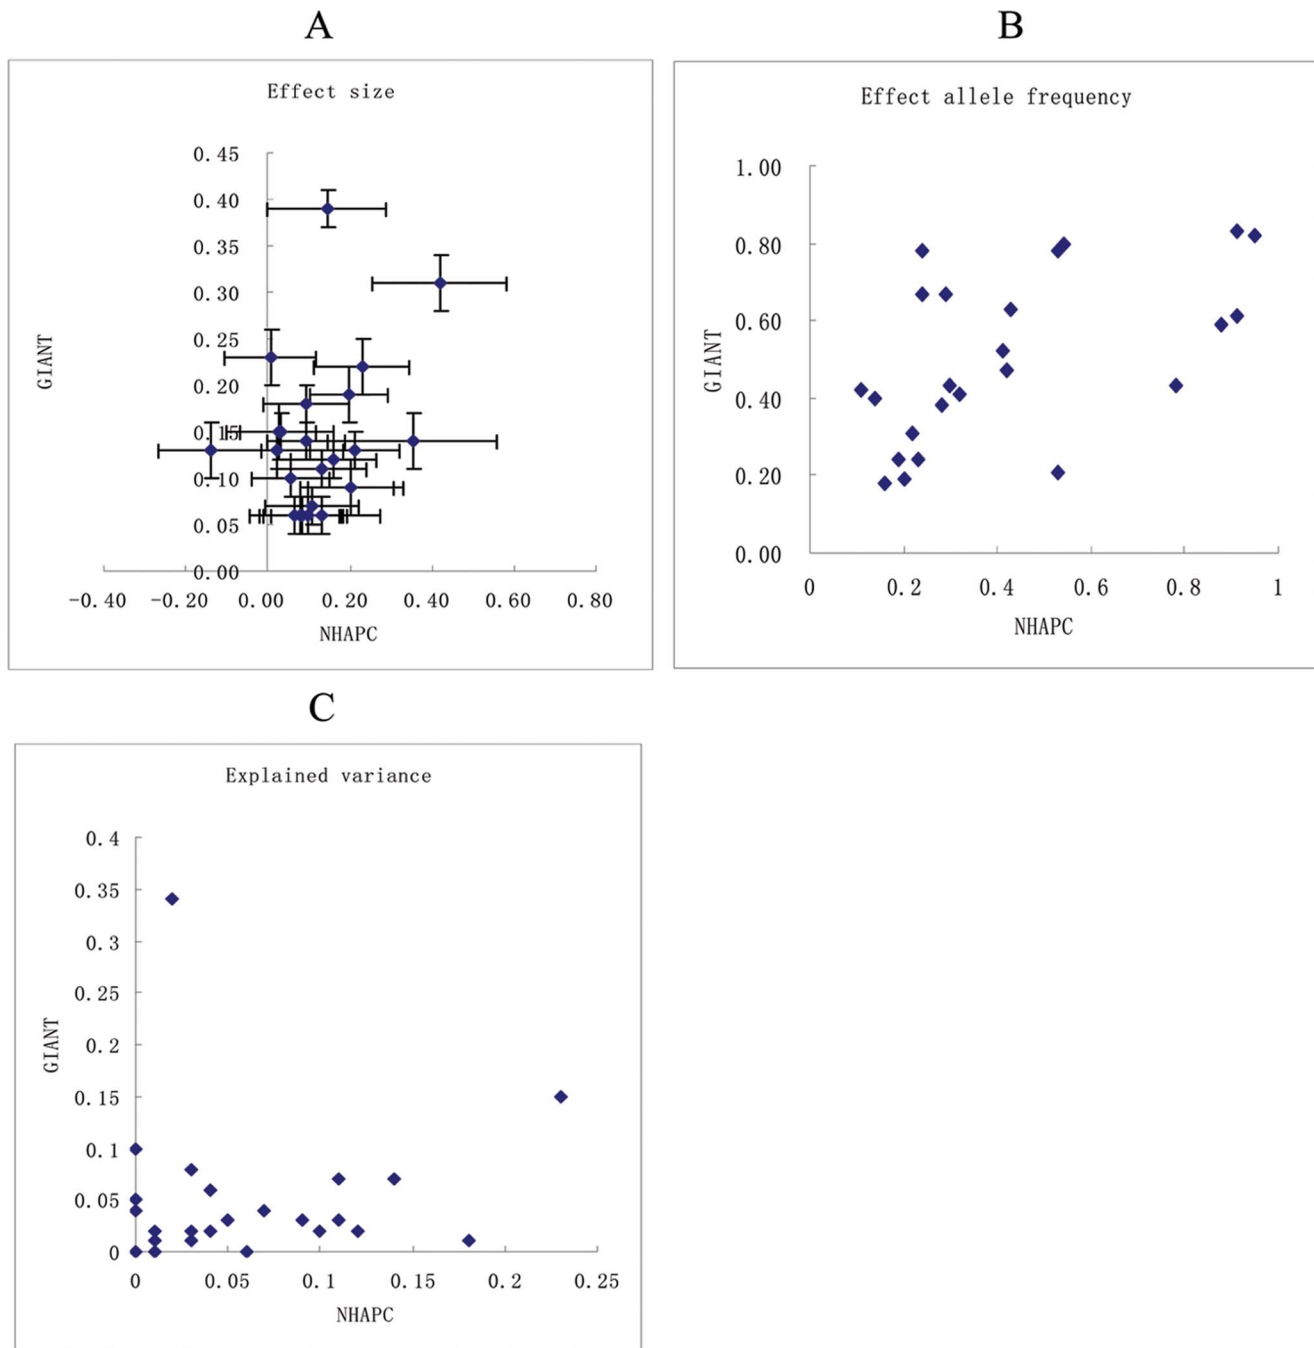 A
Effect size
0.45
0.40
0.35
0.30
0.25
0.20
0.15
0.10
0.05
0.00
GIANT
-0.40 -0.20 0.00 0.20 0.40 0.60 0.80
NHAPC
B
Effect allele frequency
1.00
0.80
0.60
0.40
0.20
0.00
GIANT
0 0.2 0.4 0.6 0.8 1
NHAPC
C
Explained variance
0.4
0.35
0.3
0.25
0.2
0.15
0.1
0.05
0
GIANT
0 0.05 0.1 0.15 0.2 0.25
NHAPC